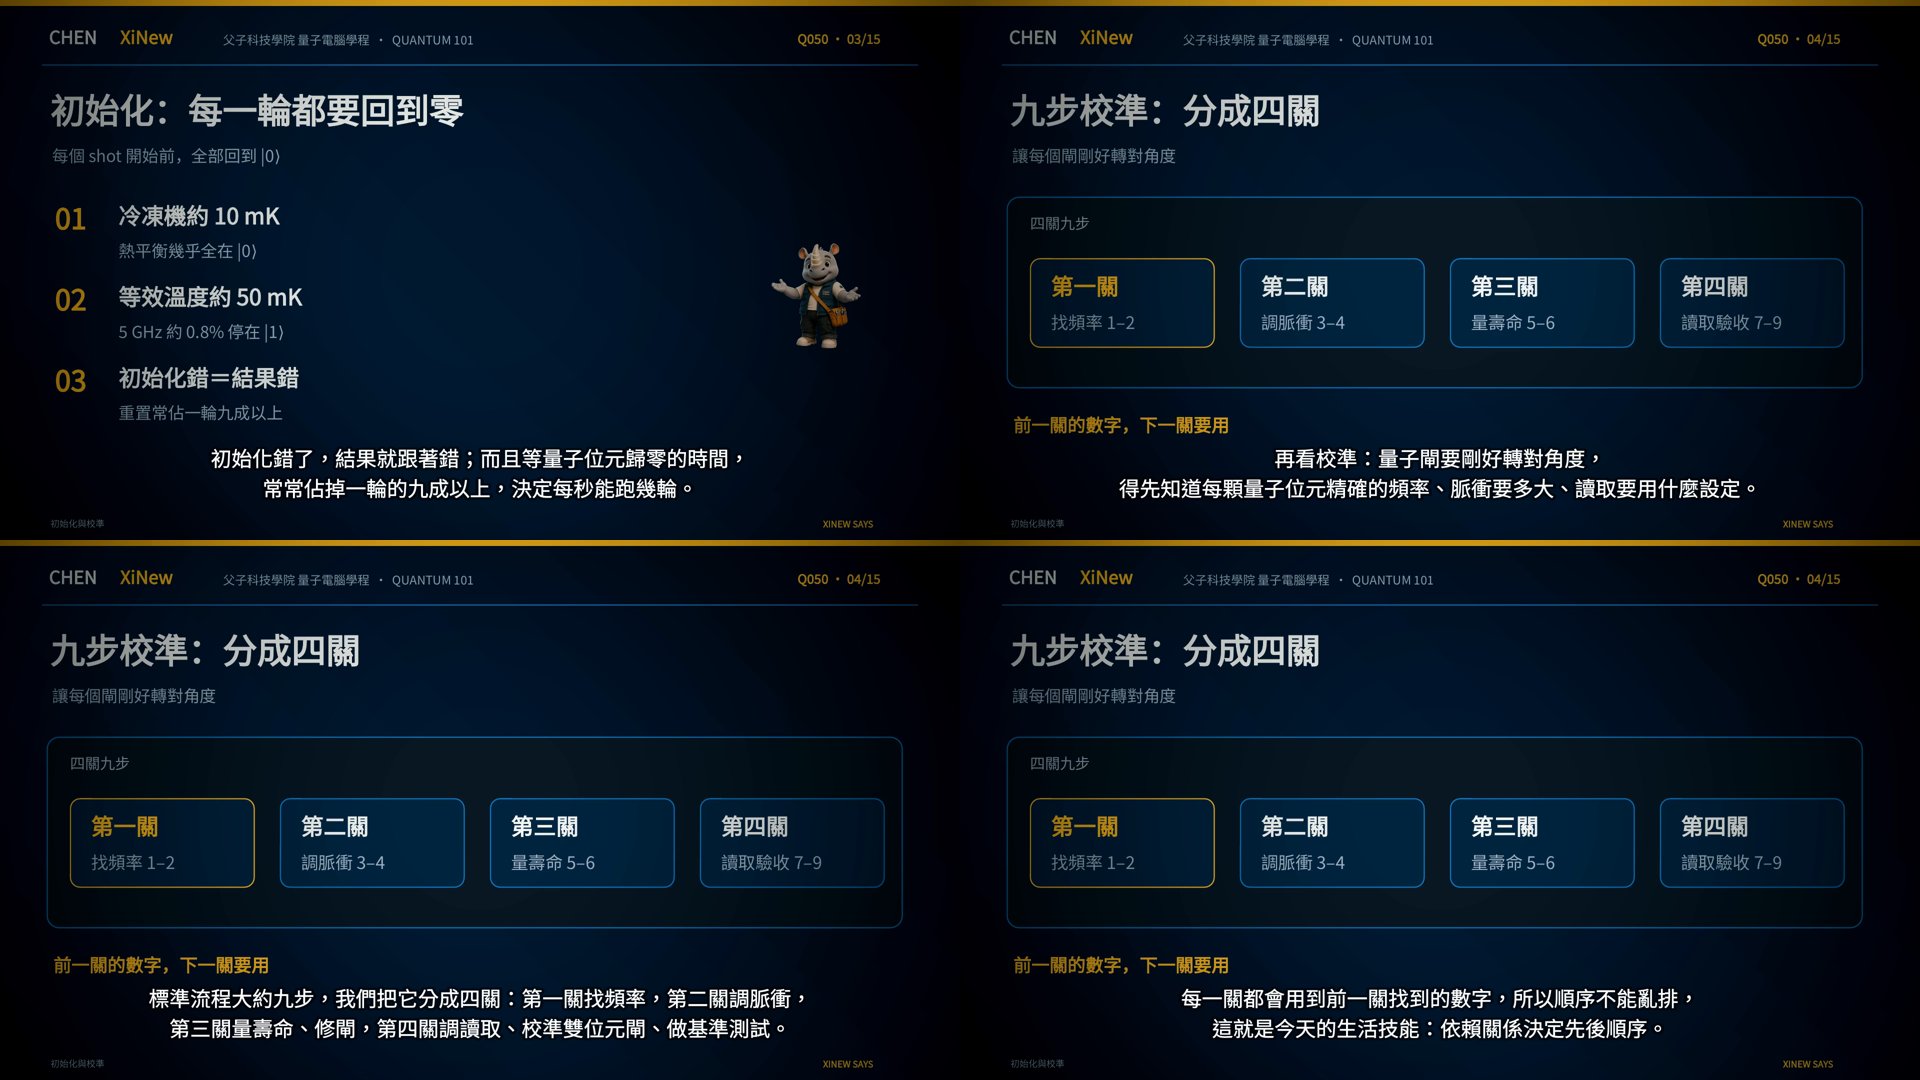 CHEN XiNew 父子科技學院 量子電腦學程 · QUANTUM 101 Q050 · 03/15
初始化：每一輪都要回到零
每個 shot 開始前，全部回到 |0⟩
01 冷凍機約 10 mK
熱平衡幾乎全在 |0⟩
02 等效溫度約 50 mK
5 GHz 約 0.8% 停在 |1⟩
03 初始化錯＝結果錯
重置常佔一輪九成以上
初始化錯了，結果就跟著錯；而且等量子位元歸零的時間，
常常佔掉一輪的九成以上，決定每秒能跑幾輪。
初始化與校準 XINEW SAYS
CHEN XiNew 父子科技學院 量子電腦學程 · QUANTUM 101 Q050 · 04/15
九步校準：分成四關
讓每個閘剛好轉對角度
四關九步
第一關 第二關 第三關 第四關
找頻率 1–2 調脈衝 3–4 量壽命 5–6 讀取驗收 7–9
前一關的數字，下一關要用
再看校準：量子閘要剛好轉對角度，
得先知道每顆量子位元精確的頻率、脈衝要多大、讀取要用什麼設定。
初始化與校準 XINEW SAYS
CHEN XiNew 父子科技學院 量子電腦學程 · QUANTUM 101 Q050 · 04/15
九步校準：分成四關
讓每個閘剛好轉對角度
四關九步
第一關 第二關 第三關 第四關
找頻率 1–2 調脈衝 3–4 量壽命 5–6 讀取驗收 7–9
前一關的數字，下一關要用
標準流程大約九步，我們把它分成四關：第一關找頻率，第二關調脈衝，
第三關量壽命、修閘，第四關調讀取、校準雙位元閘、做基準測試。
初始化與校準 XINEW SAYS
CHEN XiNew 父子科技學院 量子電腦學程 · QUANTUM 101 Q050 · 04/15
九步校準：分成四關
讓每個閘剛好轉對角度
四關九步
第一關 第二關 第三關 第四關
找頻率 1–2 調脈衝 3–4 量壽命 5–6 讀取驗收 7–9
前一關的數字，下一關要用
每一關都會用到前一關找到的數字，所以順序不能亂排，
這就是今天的生活技能：依賴關係決定先後順序。
初始化與校準 XINEW SAYS